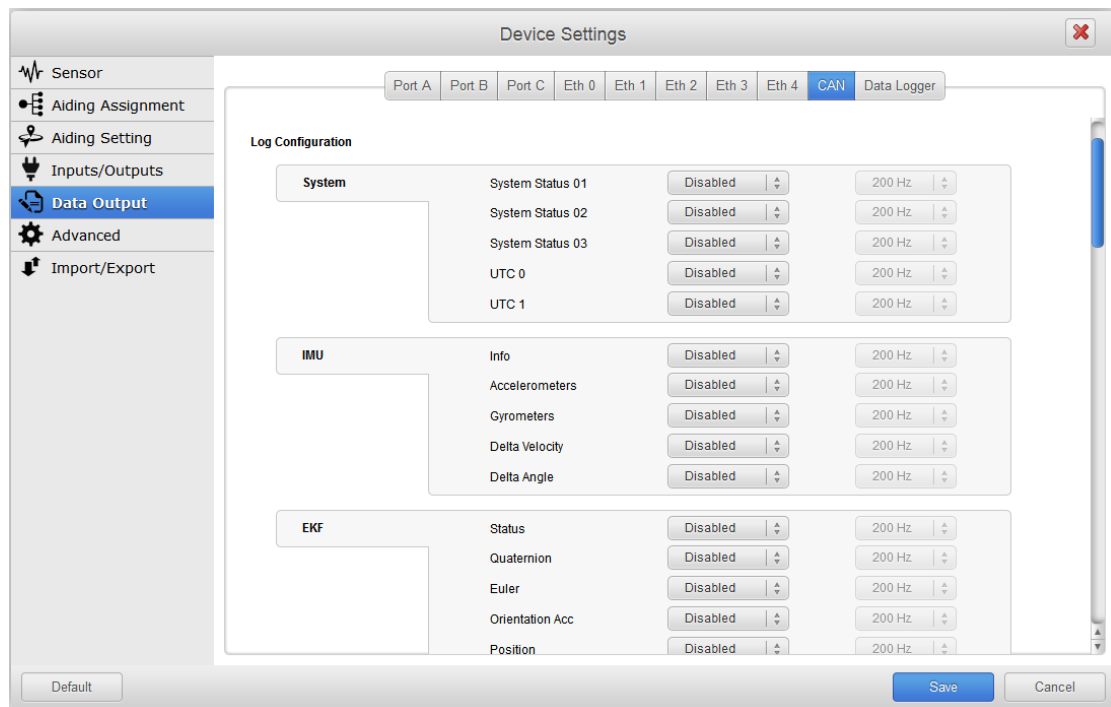 Device Settings
Sensor
Aiding Assignment
Aiding Setting
Inputs/Outputs
Data Output
Advanced
Import/Export
Port A Port B Port C Eth 0 Eth 1 Eth 2 Eth 3 Eth 4 CAN Data Logger
Log Configuration
System System Status 01 Disabled 200 Hz
System Status 02 Disabled 200 Hz
System Status 03 Disabled 200 Hz
UTC 0 Disabled 200 Hz
UTC 1 Disabled 200 Hz
IMU Info Disabled 200 Hz
Accelerometers Disabled 200 Hz
Gyrometers Disabled 200 Hz
Delta Velocity Disabled 200 Hz
Delta Angle Disabled 200 Hz
EKF Status Disabled 200 Hz
Quaternion Disabled 200 Hz
Euler Disabled 200 Hz
Orientation Acc Disabled 200 Hz
Position Disabled 200 Hz
Default Save Cancel